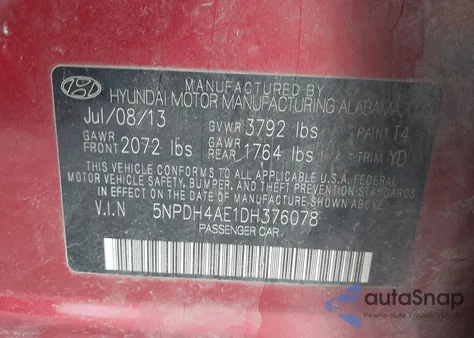 MANUFACTURED BY
HYUNDAI MOTOR MANUFACTURING ALABAMA,
Jul/08/13 GVWR 3792 lbs PAINT T4
GAWR FRONT 2072 lbs GAWR REAR 1764 lbs TRIM YD
THIS VEHICLE CONFORMS TO ALL APPLICABLE U.S.A. FEDERAL
MOTOR VEHICLE SAFETY, BUMPER, AND THEFT PREVENTION STANDARDS
IN EFFECT ON THE DATE OF MANUFACTURE SHOWN ABOVE.
V.I.N 5NPDH4AE1DH376078
PASSENGER CAR
autoSnap